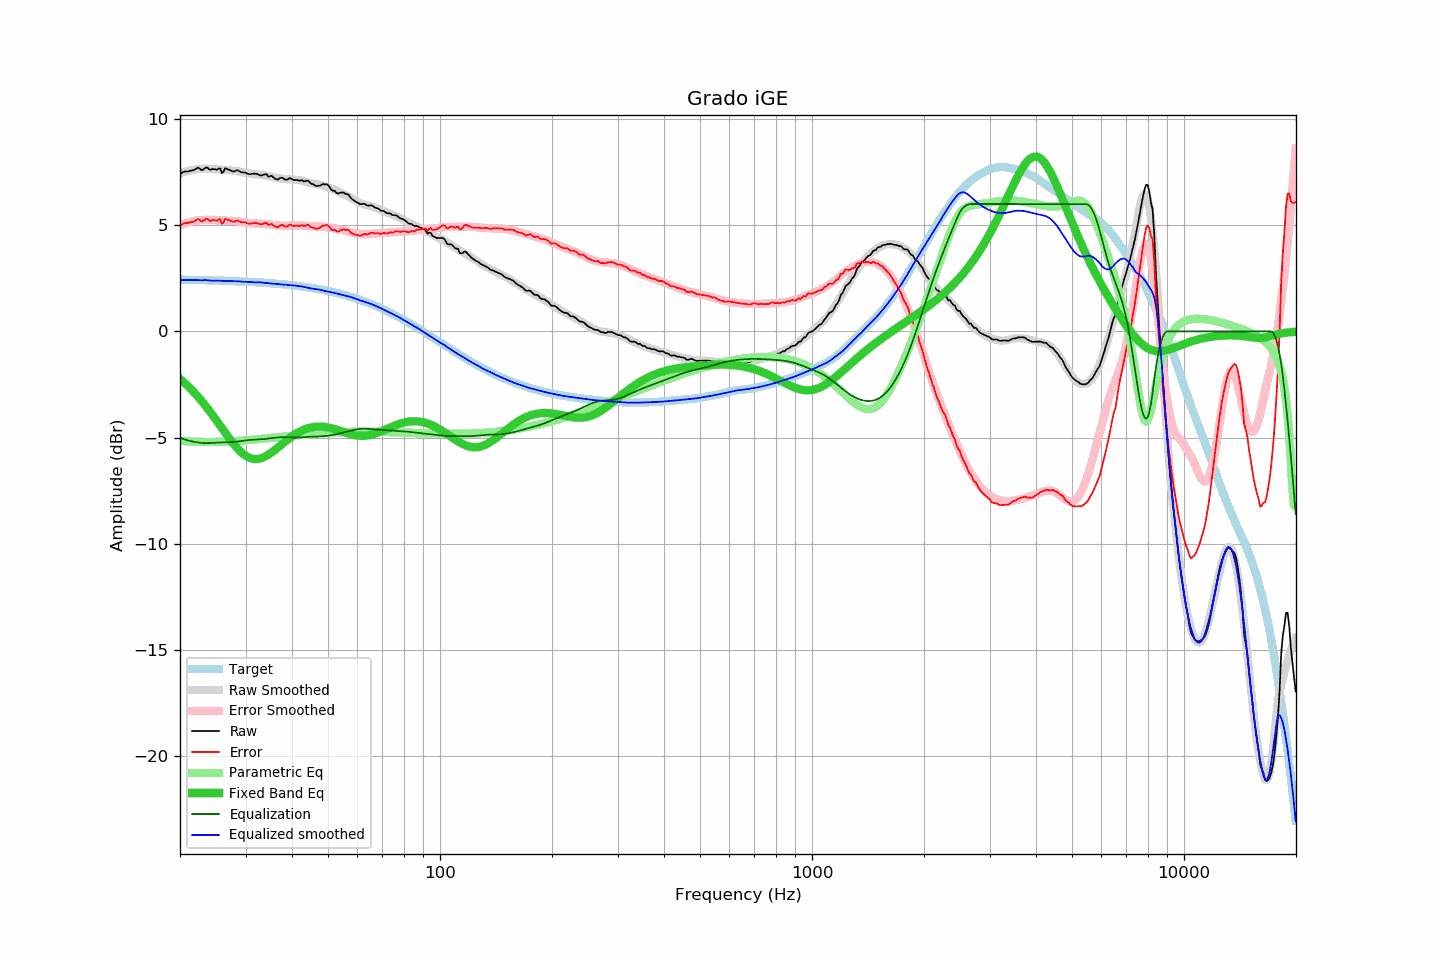 Grado iGE
10
5
0
−5
−10
−15
−20
Amplitude (dBr)
Target
Raw Smoothed
Error Smoothed
Raw
Error
Parametric Eq
Fixed Band Eq
Equalization
Equalized smoothed
100
1000
10000
Frequency (Hz)